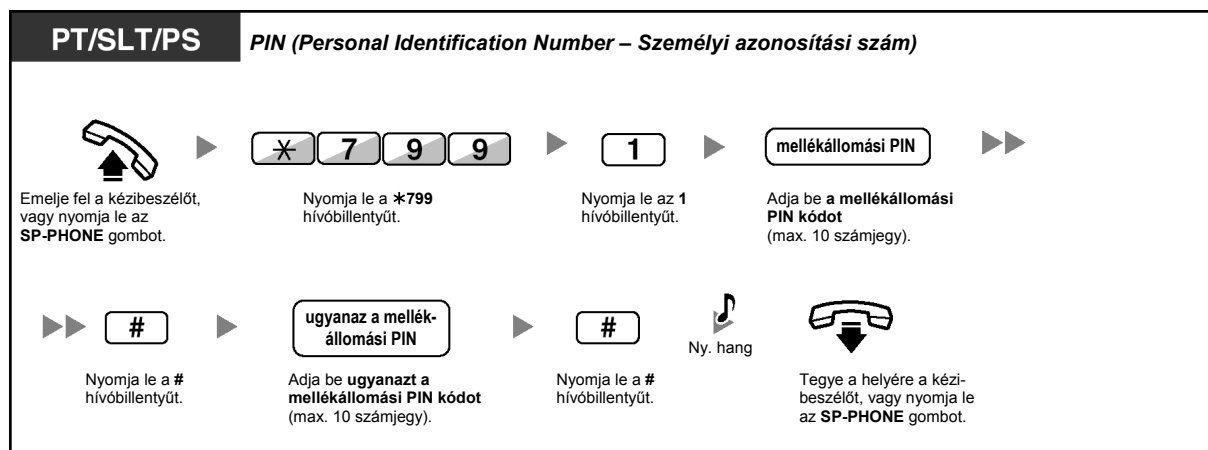 PT/SLT/PS PIN (Personal Identification Number – Személyi azonosítási szám)
✳ 7 9 9
1
mellékállomási PIN
Emelje fel a kézibeszélőt,
vagy nyomja le az
SP-PHONE gombot.
Nyomja le a ✳799
hívóbillentyűt.
Nyomja le az 1
hívóbillentyűt.
Adja be a mellékállomási
PIN kódot
(max. 10 számjegy).
#
ugyanaz a mellék-
állomási PIN
#
Ny. hang
Nyomja le a #
hívóbillentyűt.
Adja be ugyanazt a
mellékállomási PIN kódot
(max. 10 számjegy).
Nyomja le a #
hívóbillentyűt.
Tegye a helyére a kézi-
beszélőt, vagy nyomja le
az SP-PHONE gombot.